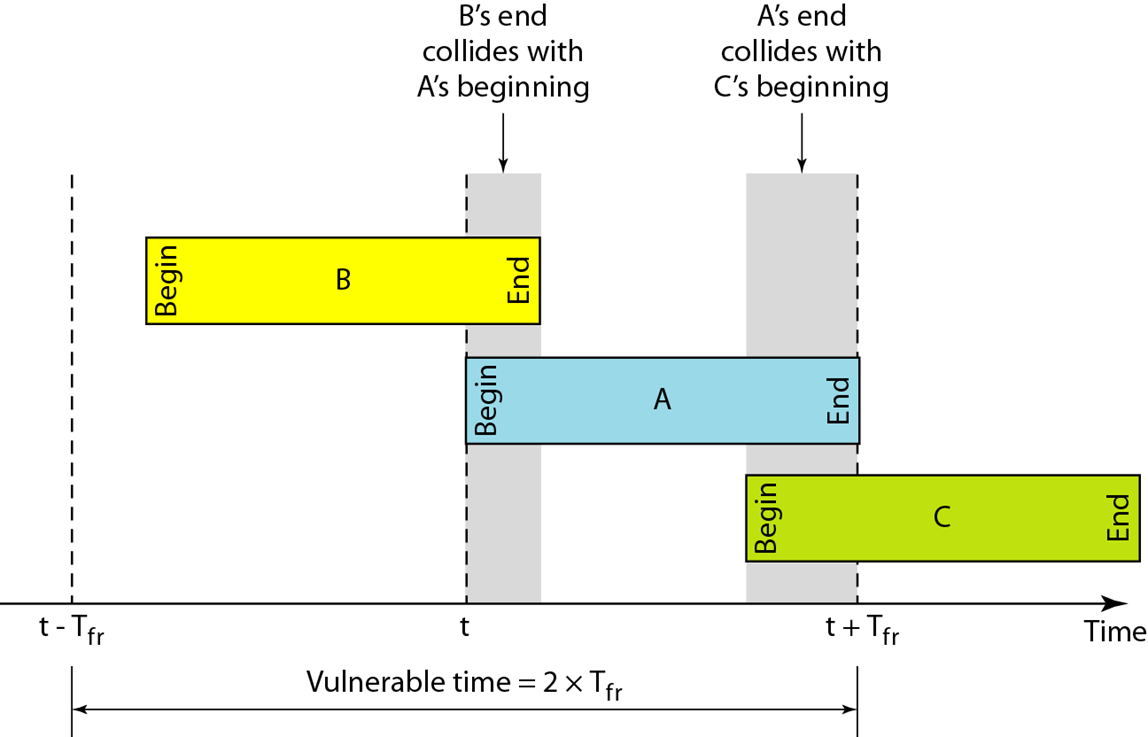 B's end
collides with
A's beginning
A's end
collides with
C's beginning
Begin
B
End
Begin
A
End
Begin
C
End
t - Tfr
t
t + Tfr
Time
Vulnerable time = 2 × Tfr